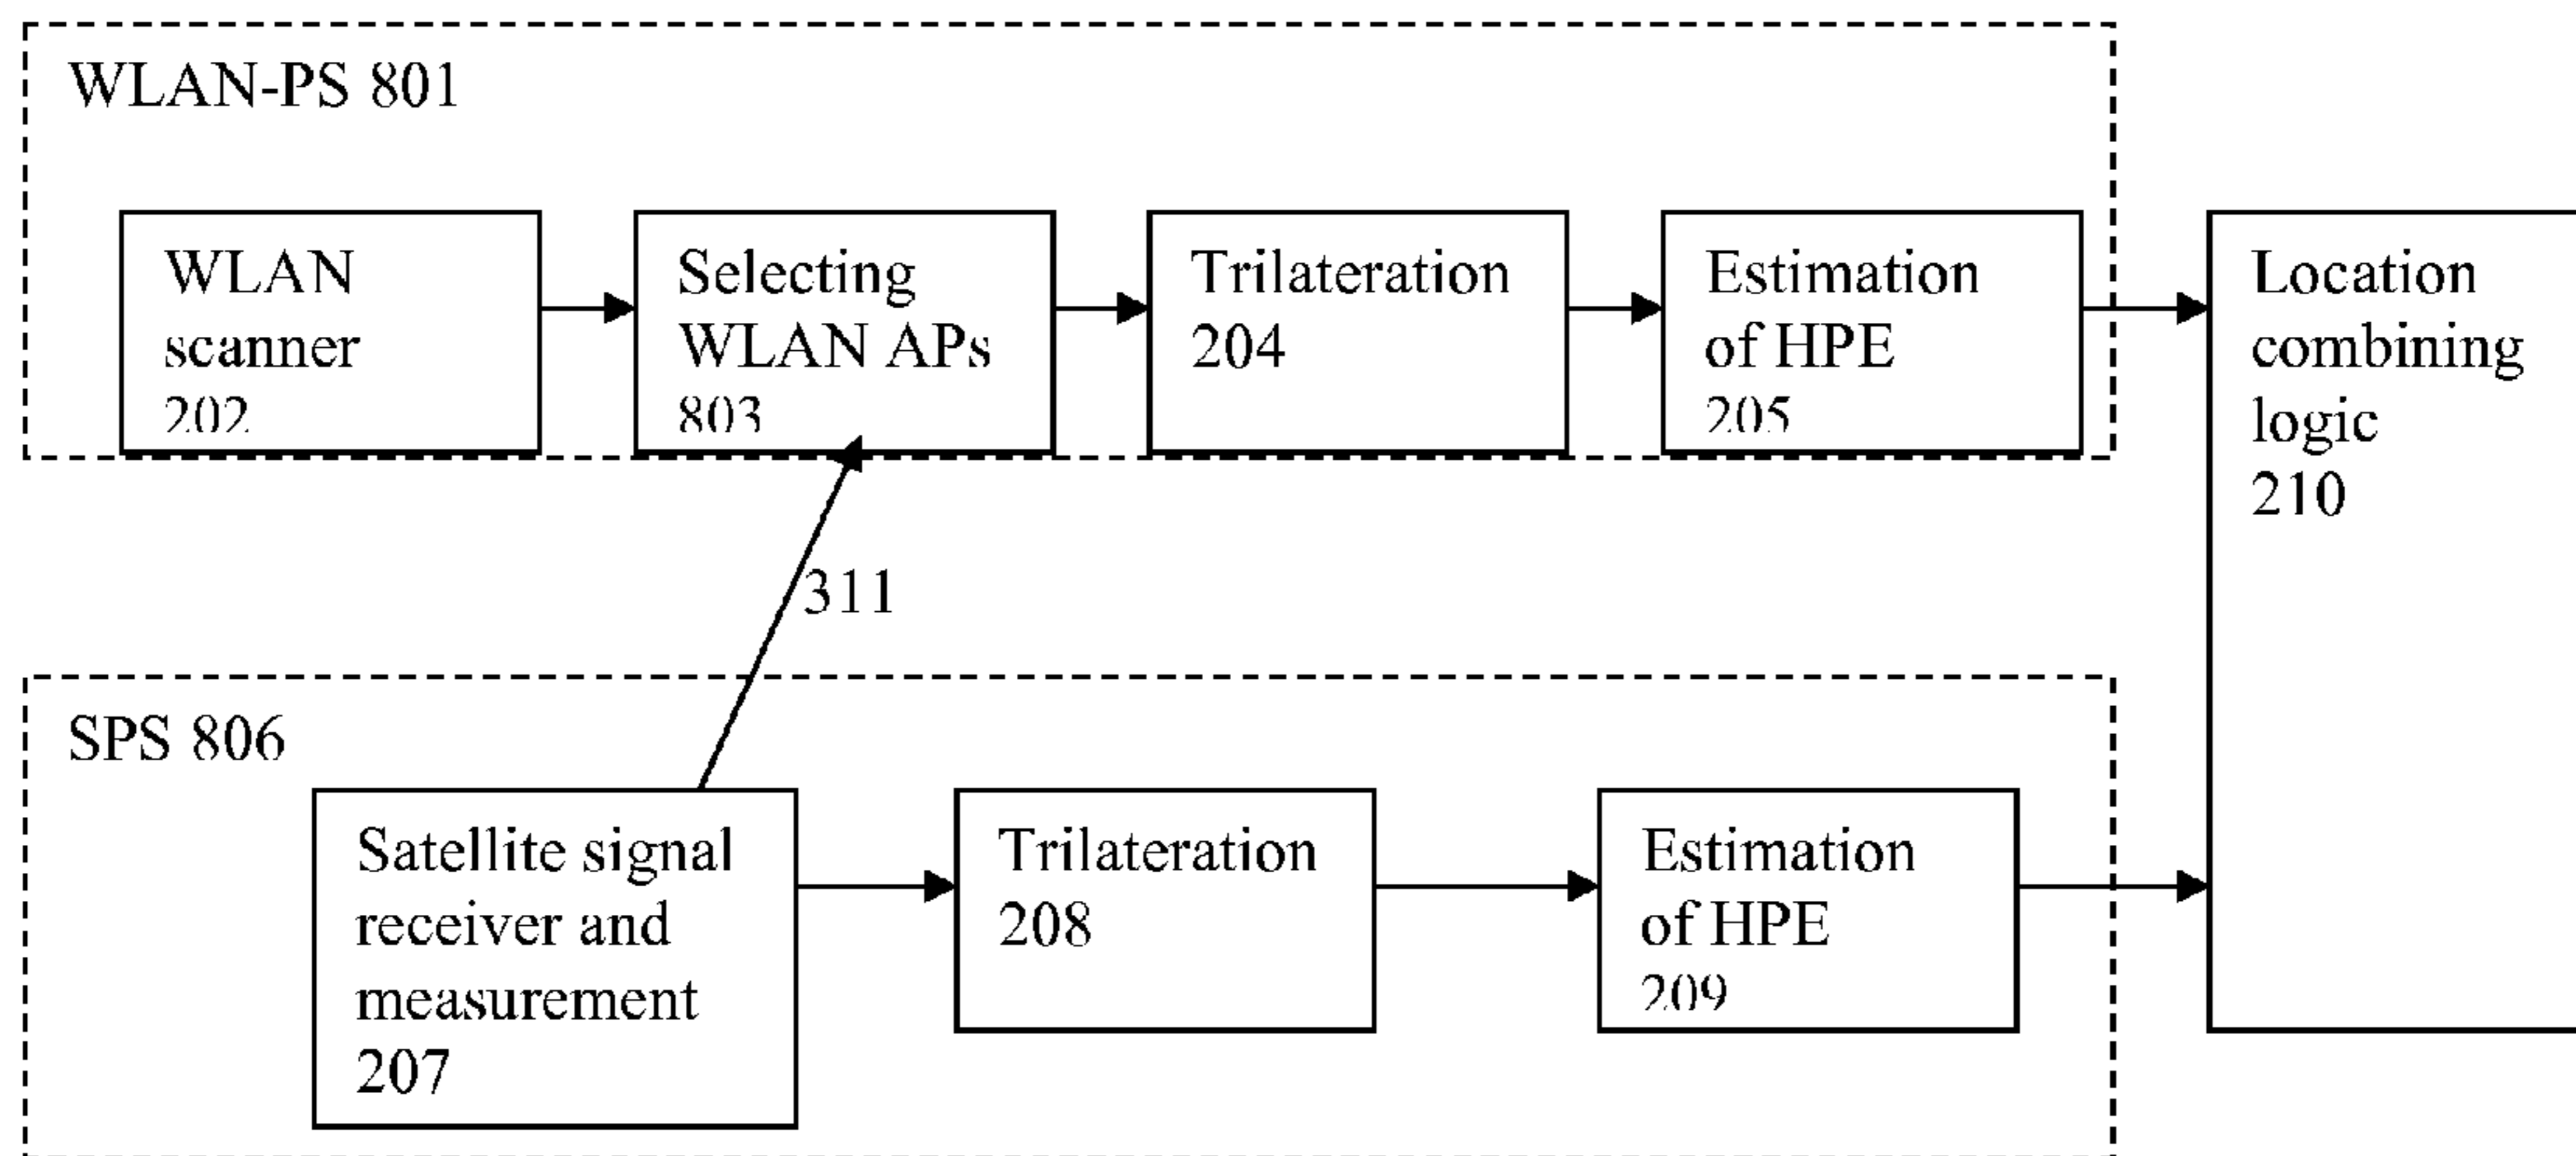 WLAN-PS 801
WLAN
scanner
202
Selecting
WLAN APs
803
Trilateration
204
Estimation
of HPE
205
Location
combining
logic
210
311
SPS 806
Satellite signal
receiver and
measurement
207
Trilateration
208
Estimation
of HPE
209